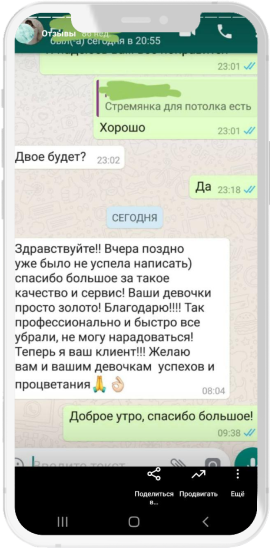 Отзывы 86 нед.
был(а) сегодня в 20:55
23:01
Стремянка для потолка есть
Хорошо
23:01
Двое будет?
23:02
Да
23:18
СЕГОДНЯ
Здравствуйте!! Вчера поздно
уже было не успела написать)
спасибо большое за такое
качество и сервис! Ваши девочки
просто золото! Благодарю!!!! Так
профессионально и быстро все
убрали, не могу нарадоваться!
Теперь я ваш клиент!!! Желаю
вам и вашим девочкам успехов и
процветания🙏👌🏻
08:04
Доброе утро, спасибо большое!
09:38
Введите текст
Поделиться
в...
Продвигать
Ещё